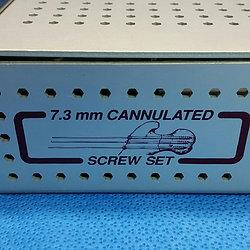 7.3 mm CANNULATED
SCREW SET